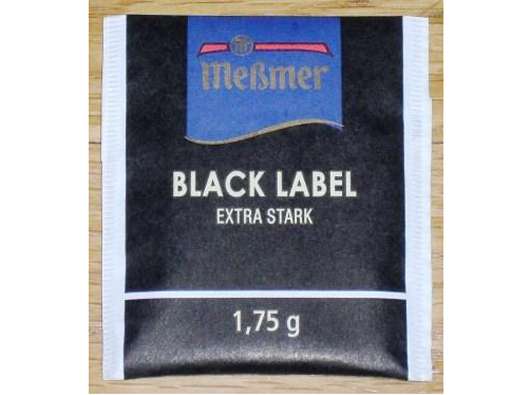 Meßmer
BLACK LABEL
EXTRA STARK
1,75 g